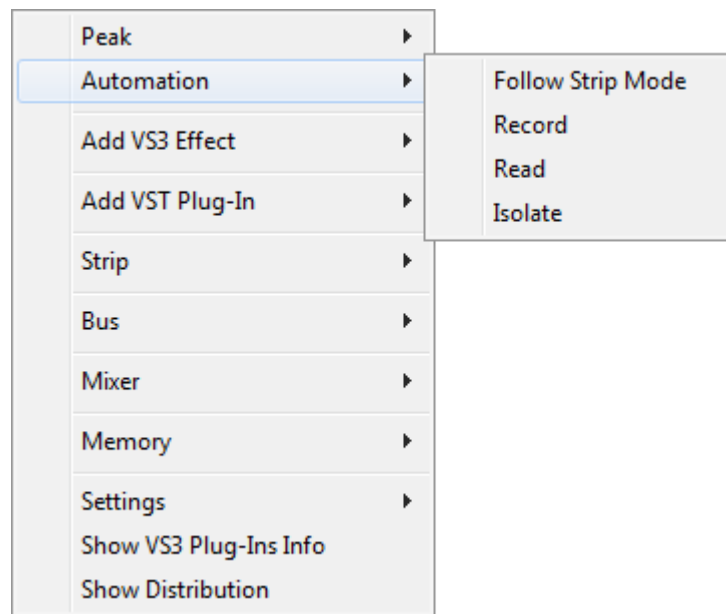 Peak
Automation
Follow Strip Mode
Record
Read
Isolate
Add VS3 Effect
Add VST Plug-In
Strip
Bus
Mixer
Memory
Settings
Show VS3 Plug-Ins Info
Show Distribution